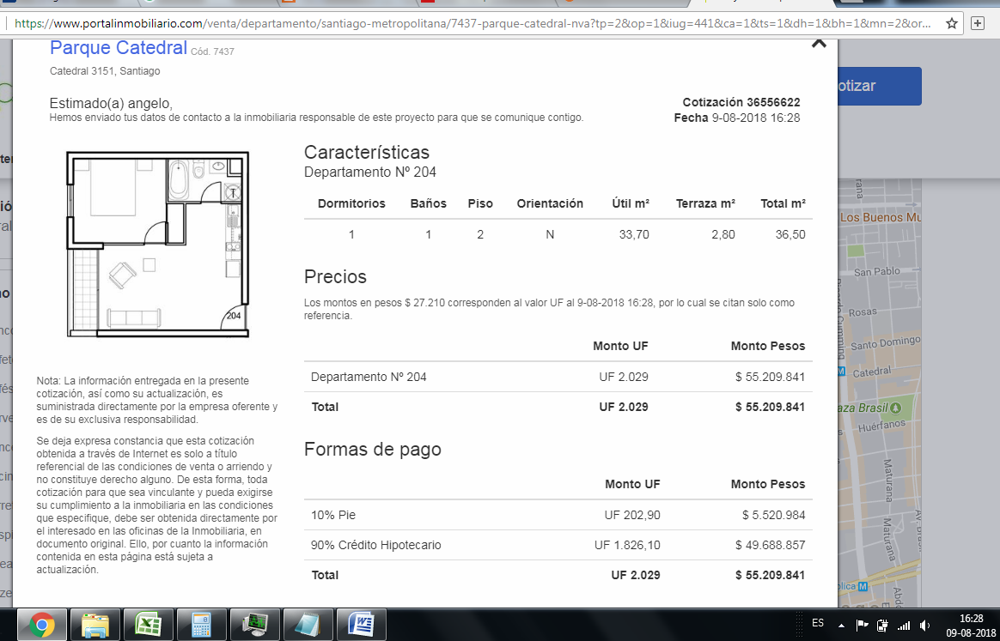 https://www.portalinmobiliario.com/venta/departamento/santiago-metropolitana/7437-parque-catedral-nva?tp=2&op=1&iug=441&ca=1&ts=1&dh=1&bh=1&mn=2&or...
Parque Catedral Cód. 7437
Catedral 3151, Santiago
otizar
Estimado(a) angelo,
Hemos enviado tus datos de contacto a la inmobiliaria responsable de este proyecto para que se comunique contigo.
Cotización 36556622
Fecha 9-08-2018 16:28
T
204
Características
Departamento Nº 204
Dormitorios Baños Piso Orientación Útil m² Terraza m² Total m²
1 1 2 N 33,70 2,80 36,50
Precios
Los montos en pesos $ 27.210 corresponden al valor UF al 9-08-2018 16:28, por lo cual se citan solo como
referencia.
Monto UF Monto Pesos
Departamento Nº 204 UF 2.029 $ 55.209.841
Total UF 2.029 $ 55.209.841
Formas de pago
Monto UF Monto Pesos
10% Pie UF 202,90 $ 5.520.984
90% Crédito Hipotecario UF 1.826,10 $ 49.688.857
Total UF 2.029 $ 55.209.841
Nota: La información entregada en la presente
cotización, así como su actualización, es
suministrada directamente por la empresa oferente y
es de su exclusiva responsabilidad.
Se deja expresa constancia que esta cotización
obtenida a través de Internet es solo a título
referencial de las condiciones de venta o arriendo y
no constituye derecho alguno. De esta forma, toda
cotización para que sea vinculante y pueda exigirse
su cumplimiento a la inmobiliaria en las condiciones
que especifique, debe ser obtenida directamente por
el interesado en las oficinas de la Inmobiliaria, en
documento original. Ello, por cuanto la información
contenida en esta página está sujeta a
actualización.
Los Buenos Mu
San Pablo
Rosas
Santo Domingo
Catedral
aza Brasil
Huérfanos
Maturana
Maturana
blica
ES
16:28
09-08-2018